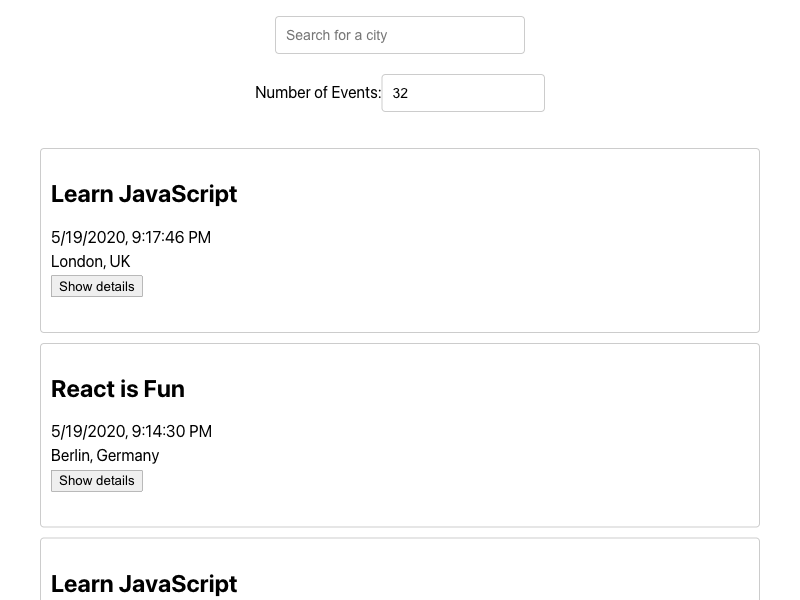 Search for a city
Number of Events: 32
Learn JavaScript
5/19/2020, 9:17:46 PM
London, UK
Show details
React is Fun
5/19/2020, 9:14:30 PM
Berlin, Germany
Show details
Learn JavaScript